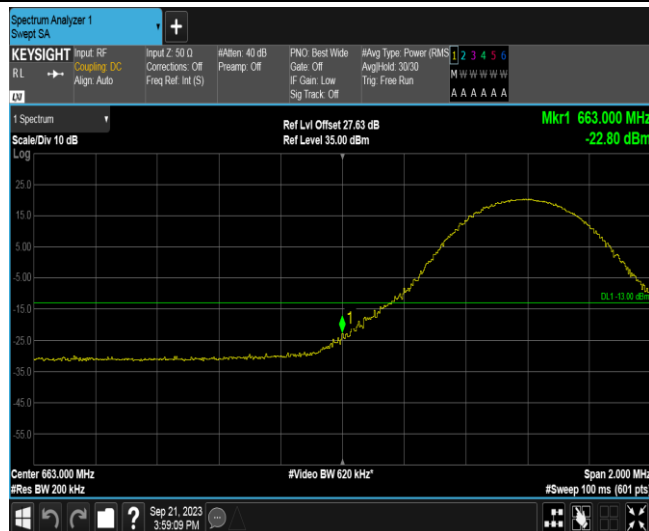 Spectrum Analyzer 1
Swept SA
+
KEYSIGHT
RL
LXI
Input: RF
Coupling: DC
Align: Auto
Input Z: 50 Ω
Corrections: Off
Freq Ref: Int (S)
#Atten: 40 dB
Preamp: Off
PNO: Best Wide
Gate: Off
IF Gain: Low
Sig Track: Off
#Avg Type: Power (RMS
Avg|Hold: 30/30
Trig: Free Run
1 2 3 4 5 6
M W W W W W
A A A A A A
1 Spectrum
Scale/Div 10 dB
Log
Ref Lvl Offset 27.63 dB
Ref Level 35.00 dBm
Mkr1 663.000 MHz
-22.80 dBm
25.0
15.0
5.00
-5.00
-15.0
-25.0
-35.0
-45.0
-55.0
DL1 -13.00 dBm
1
Center 663.000 MHz
#Res BW 200 kHz
#Video BW 620 kHz*
Span 2.000 MHz
#Sweep 100 ms (601 pts)
?
Sep 21, 2023
3:59:09 PM